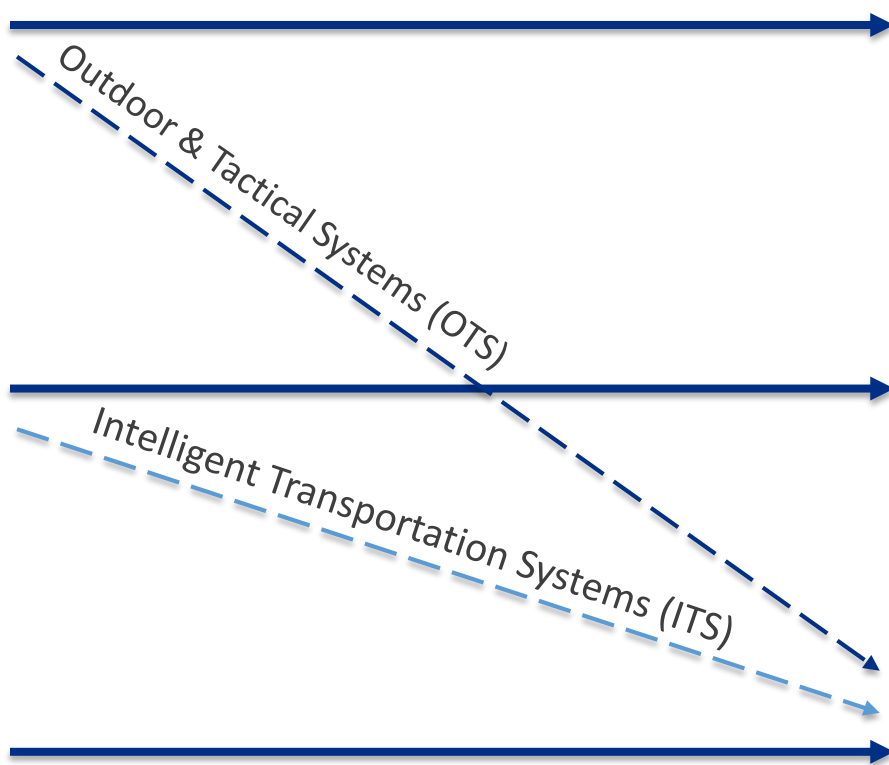 Outdoor & Tactical Systems (OTS)
Intelligent Transportation Systems (ITS)